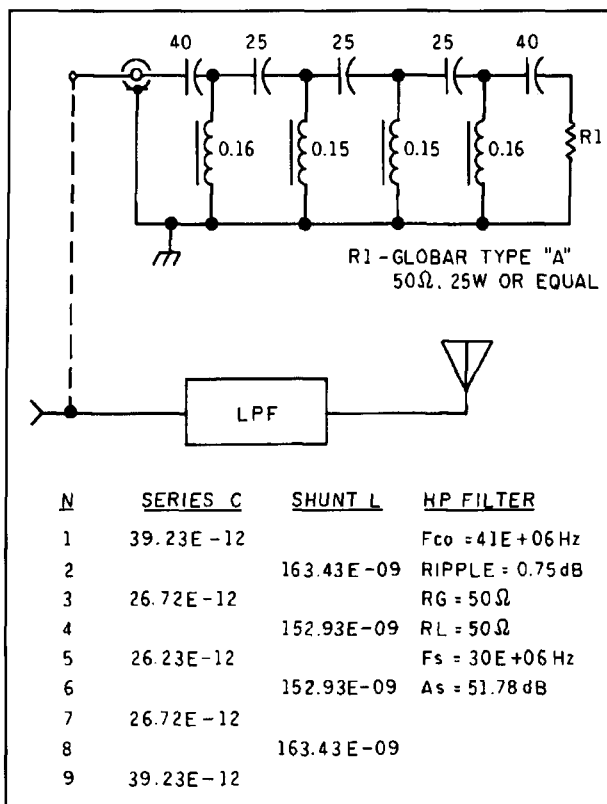 40 25 25 25 40
R1
0.16 0.15 0.15 0.16
R1-GLOBAR TYPE "A"
50Ω, 25W OR EQUAL
LPF
N SERIES C SHUNT L HP FILTER
1 39.23E-12 Fco = 41E+06 Hz
2 163.43E-09 RIPPLE = 0.75 dB
3 26.72E-12 RG = 50Ω
4 152.93E-09 RL = 50Ω
5 26.23E-12 Fs = 30E+06 Hz
6 152.93E-09 As = 51.78 dB
7 26.72E-12
8 163.43E-09
9 39.23E-12